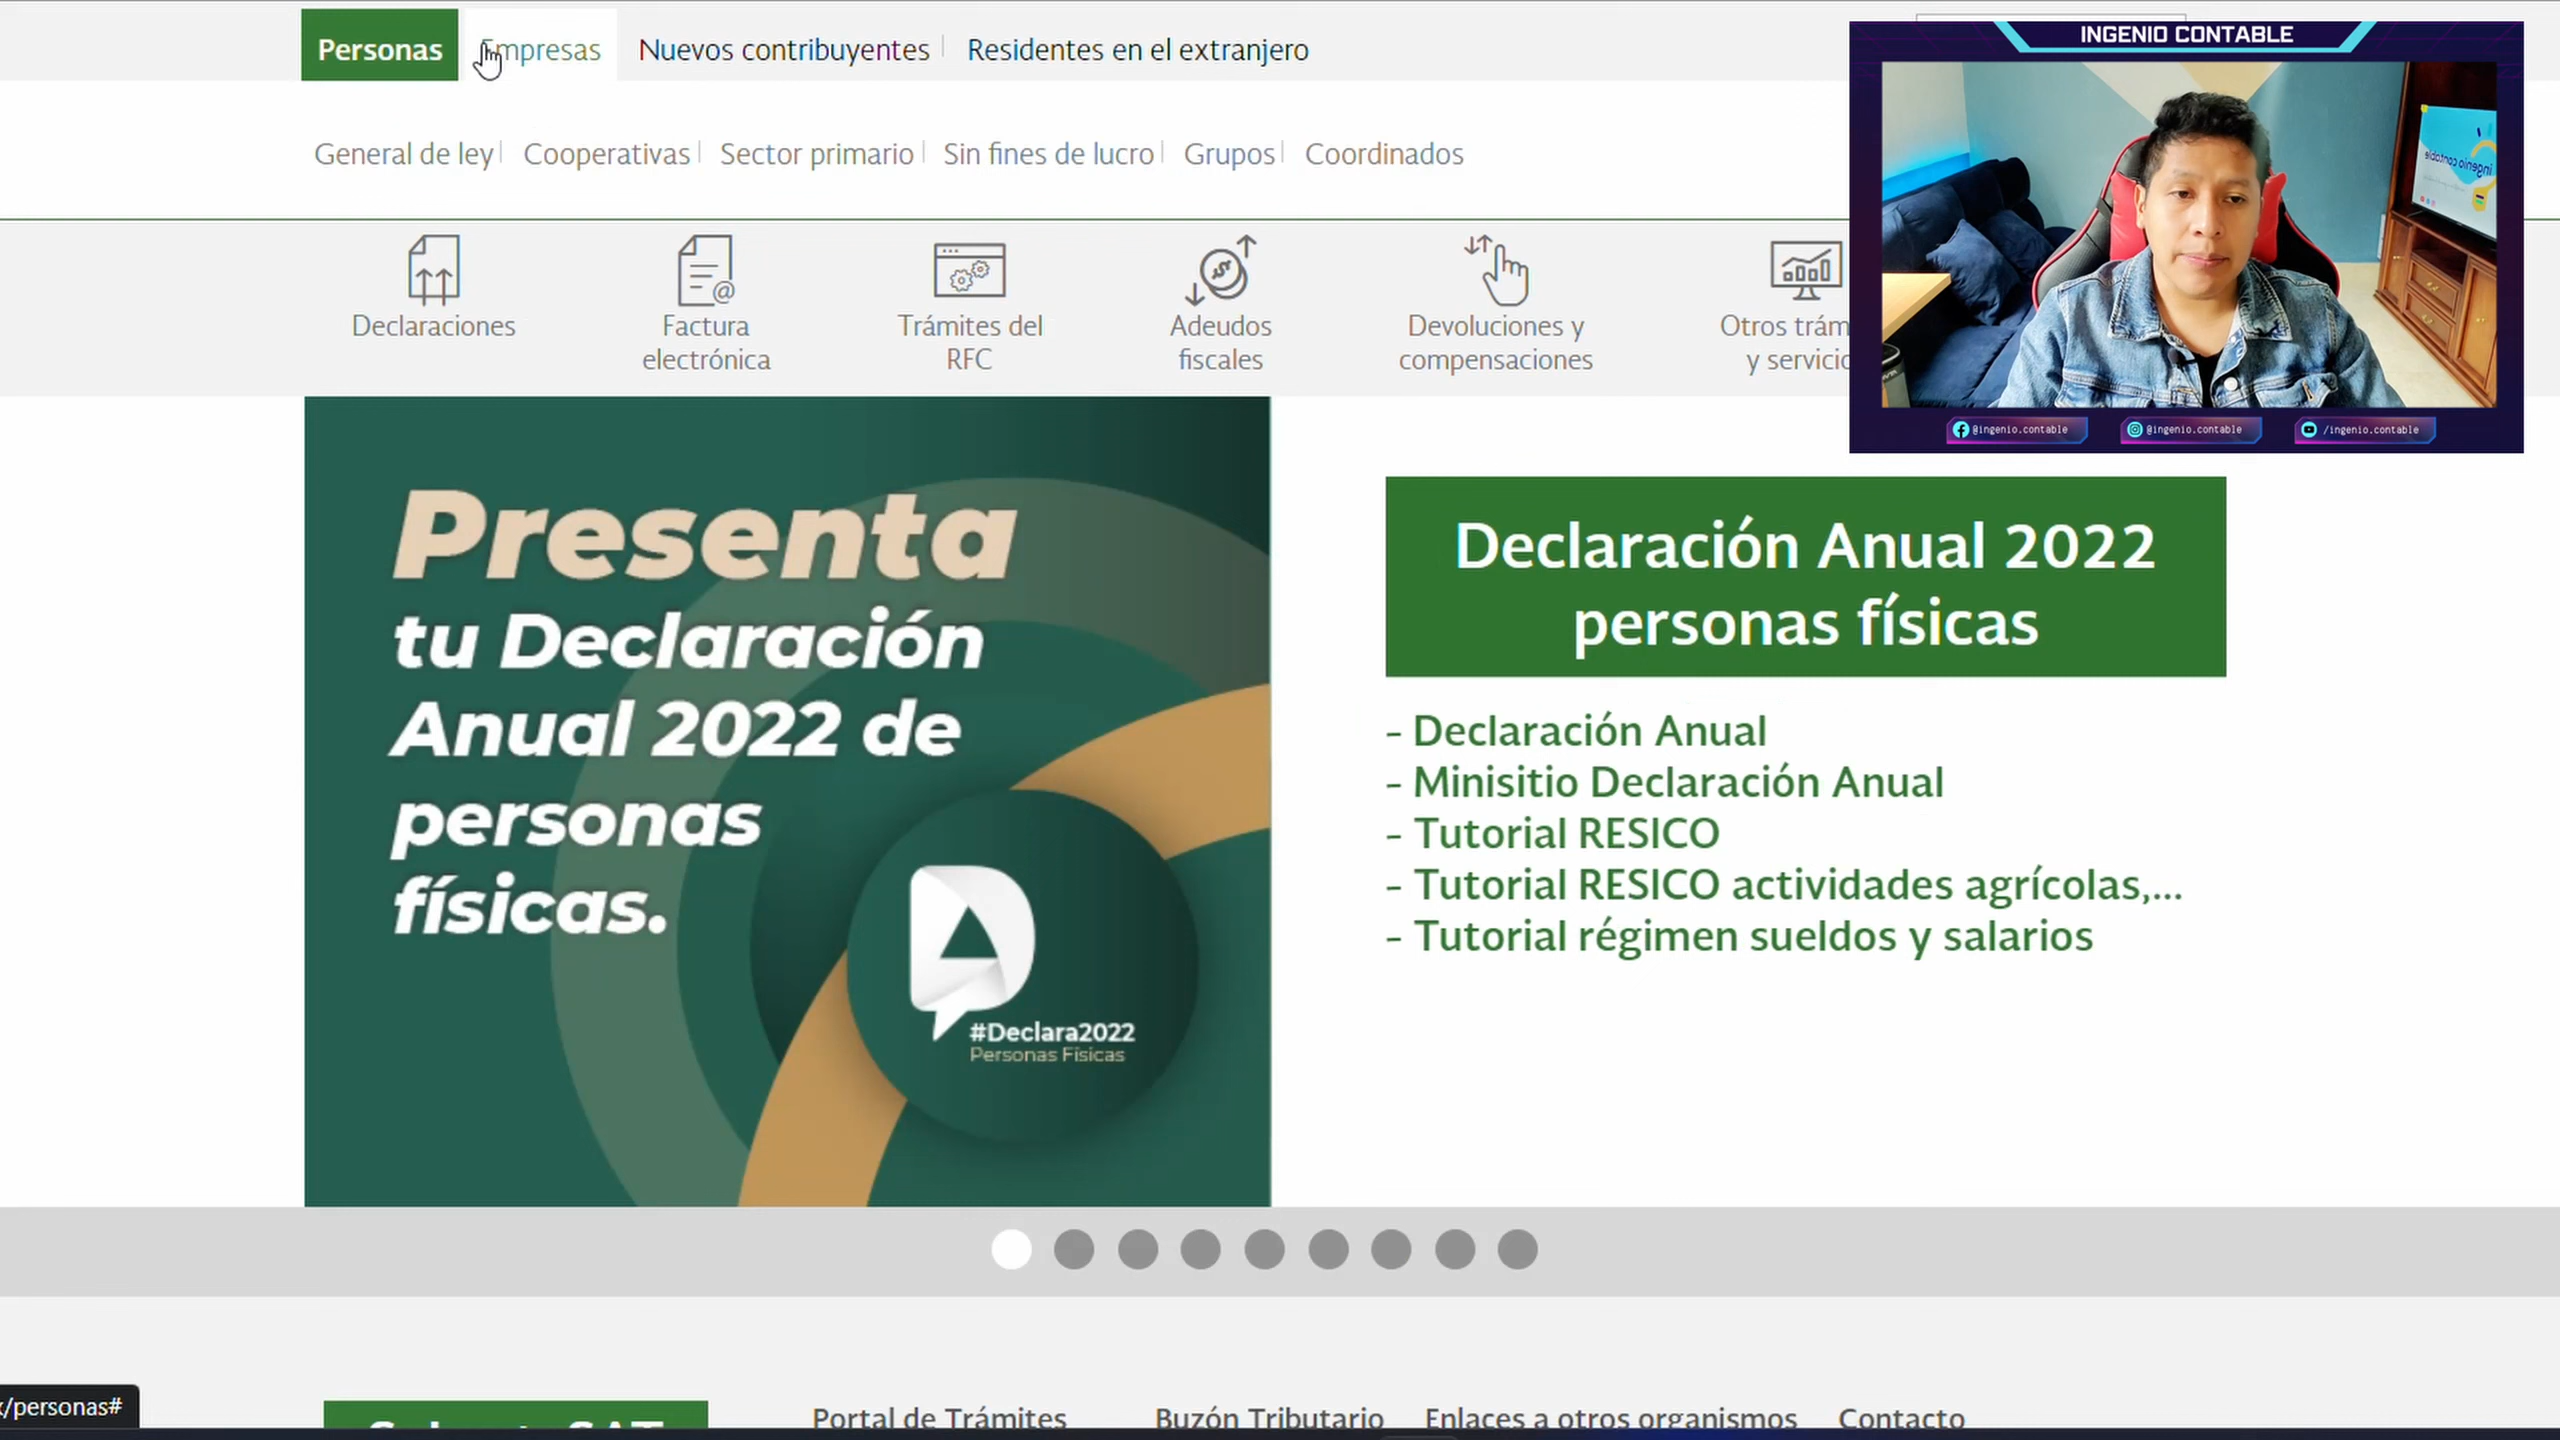 Personas
Empresas
Nuevos contribuyentes
Residentes en el extranjero
INGENIO CONTABLE
General de ley
Cooperativas
Sector primario
Sin fines de lucro
Grupos
Coordinados
ingenio contable
Declaraciones
Factura
electrónica
Trámites del
RFC
Adeudos
fiscales
Devoluciones y
compensaciones
Otros
y
@ingenio.contable
@ingenio.contable
/ingenio.contable
Presenta
tu Declaración
Anual 2022 de
personas
físicas.
#Declara2022
Personas Físicas
Declaración Anual 2022
personas físicas
- Declaración Anual
- Minisitio Declaración Anual
- Tutorial RESICO
- Tutorial RESICO actividades agrícolas,...
- Tutorial régimen sueldos y salarios
/personas#
Portal de Trámites
Buzón Tributario
Enlaces a otros organismos
Contacto